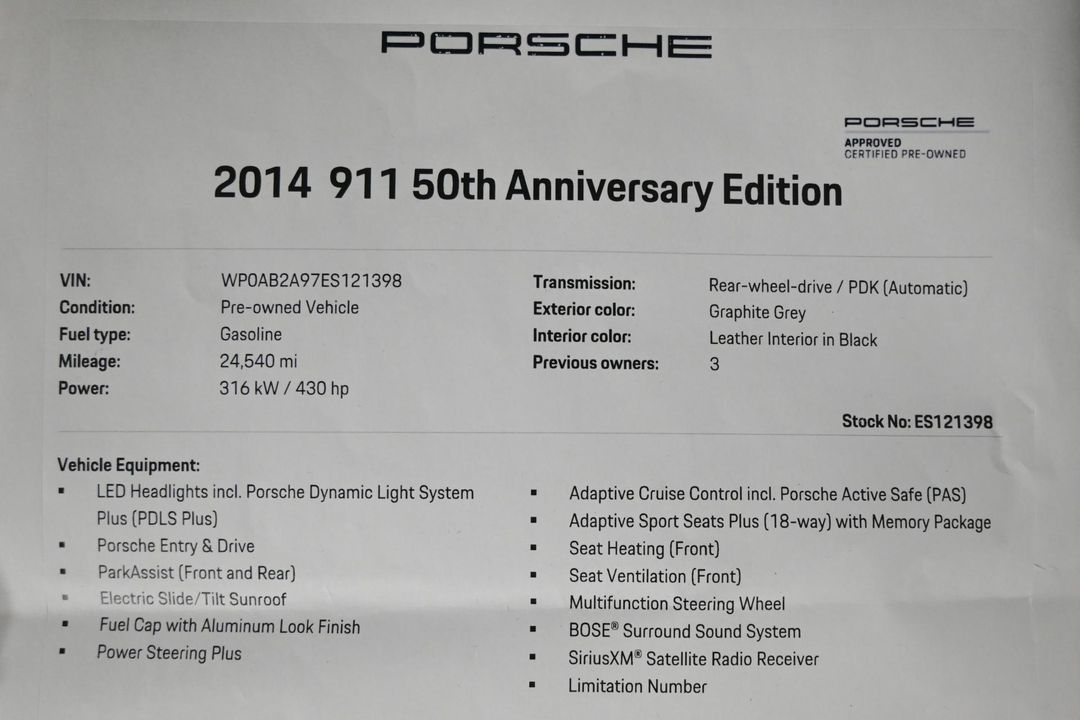 PORSCHE
PORSCHE
APPROVED
CERTIFIED PRE-OWNED
2014 911 50th Anniversary Edition
VIN: WP0AB2A97ES121398
Condition: Pre-owned Vehicle
Fuel type: Gasoline
Mileage: 24,540 mi
Power: 316 kW / 430 hp
Transmission: Rear-wheel-drive / PDK (Automatic)
Exterior color: Graphite Grey
Interior color: Leather Interior in Black
Previous owners: 3
Stock No: ES121398
Vehicle Equipment:
▪ LED Headlights incl. Porsche Dynamic Light System
Plus (PDLS Plus)
▪ Porsche Entry & Drive
▪ ParkAssist (Front and Rear)
▪ Electric Slide/Tilt Sunroof
▪ Fuel Cap with Aluminum Look Finish
▪ Power Steering Plus
▪ Adaptive Cruise Control incl. Porsche Active Safe (PAS)
▪ Adaptive Sport Seats Plus (18-way) with Memory Package
▪ Seat Heating (Front)
▪ Seat Ventilation (Front)
▪ Multifunction Steering Wheel
▪ BOSE® Surround Sound System
▪ SiriusXM® Satellite Radio Receiver
▪ Limitation Number